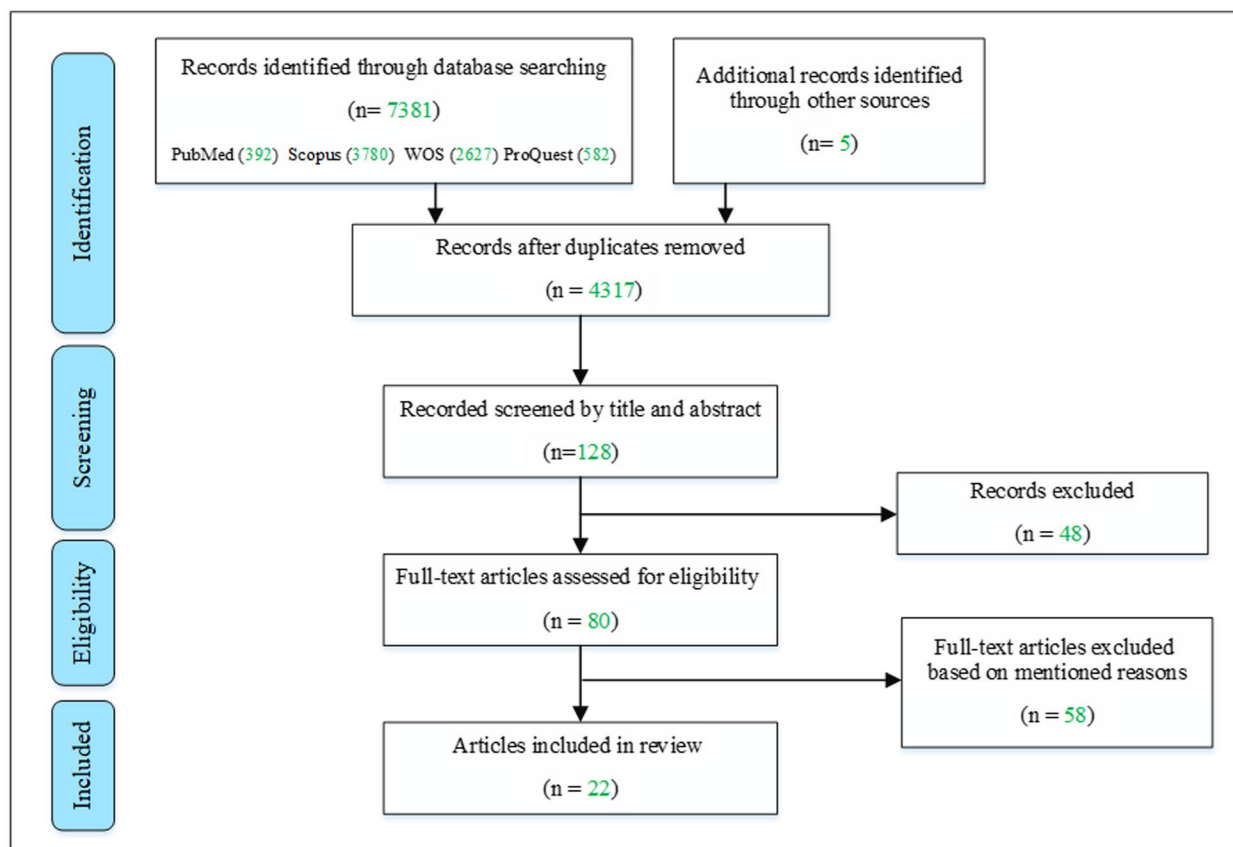 Identification
Records identified through database searching
(n= 7381)
PubMed (392) Scopus (3780) WOS (2627) ProQuest (582)
Additional records identified
through other sources
(n= 5)
Records after duplicates removed
(n = 4317)
Screening
Recorded screened by title and abstract
(n=128)
Records excluded
(n = 48)
Eligibility
Full-text articles assessed for eligibility
(n = 80)
Full-text articles excluded
based on mentioned reasons
(n = 58)
Included
Articles included in review
(n = 22)